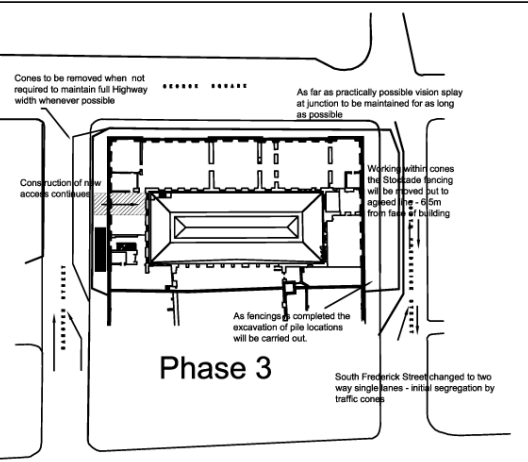 Cones to be removed when not
required to maintain full Highway
width whenever possible
GEORGE SQUARE
As far as practically possible vision splay
at junction to be maintained for as long
as possible
Construction of new
access continues
Working within cones
the Stockade fencing
will be moved out to
agreed line - 6.5m
from face of building
As fencings is completed the
excavation of pile locations
will be carried out.
Phase 3
South Frederick Street changed to two
way single lanes - initial segregation by
traffic cones